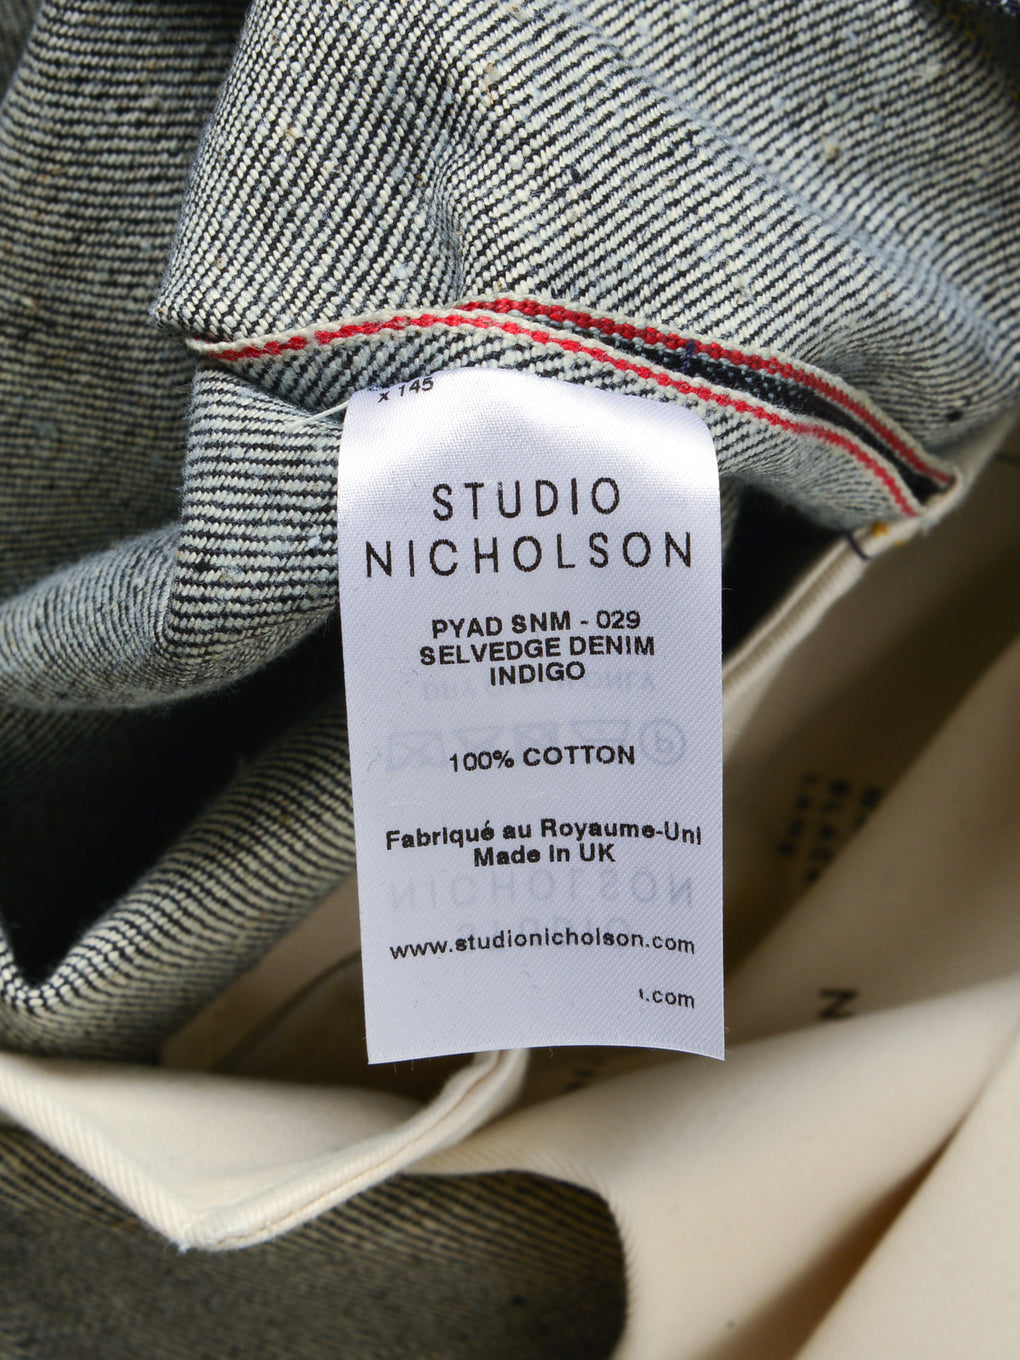 x 145
STUDIO
NICHOLSON
PYAD SNM - 029
SELVEDGE DENIM
INDIGO
100% COTTON
Fabriqué au Royaume-Uni
Made in UK
www.studionicholson.com
.com